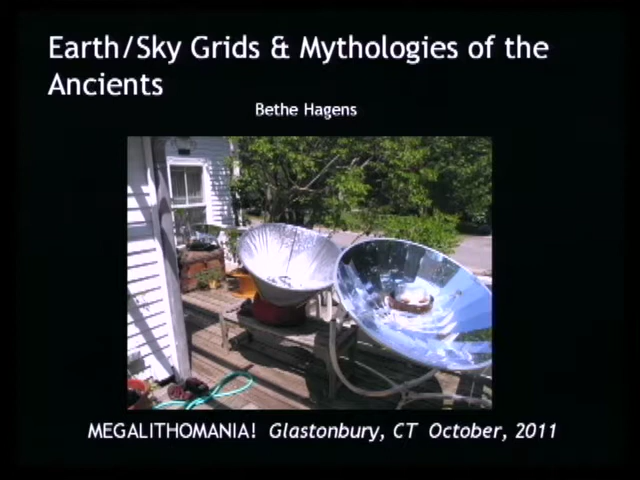 Earth/Sky Grids & Mythologies of the
Ancients
Bethe Hagens
MEGALITHOMANIA! Glastonbury, CT October, 2011